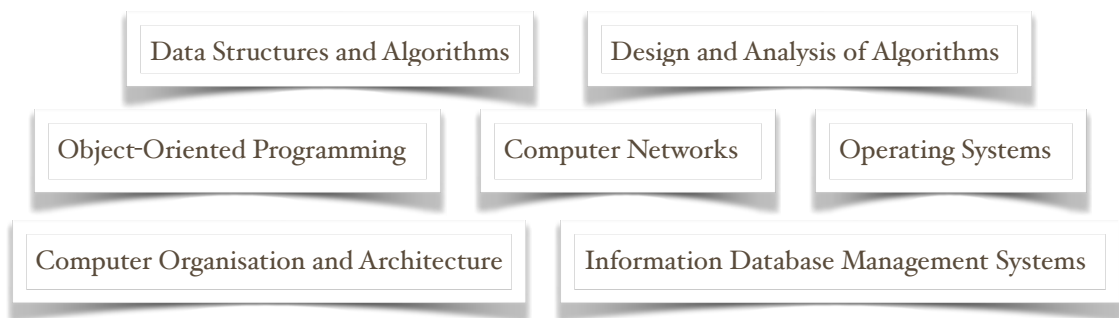 Data Structures and Algorithms
Design and Analysis of Algorithms
Object-Oriented Programming
Computer Networks
Operating Systems
Computer Organisation and Architecture
Information Database Management Systems